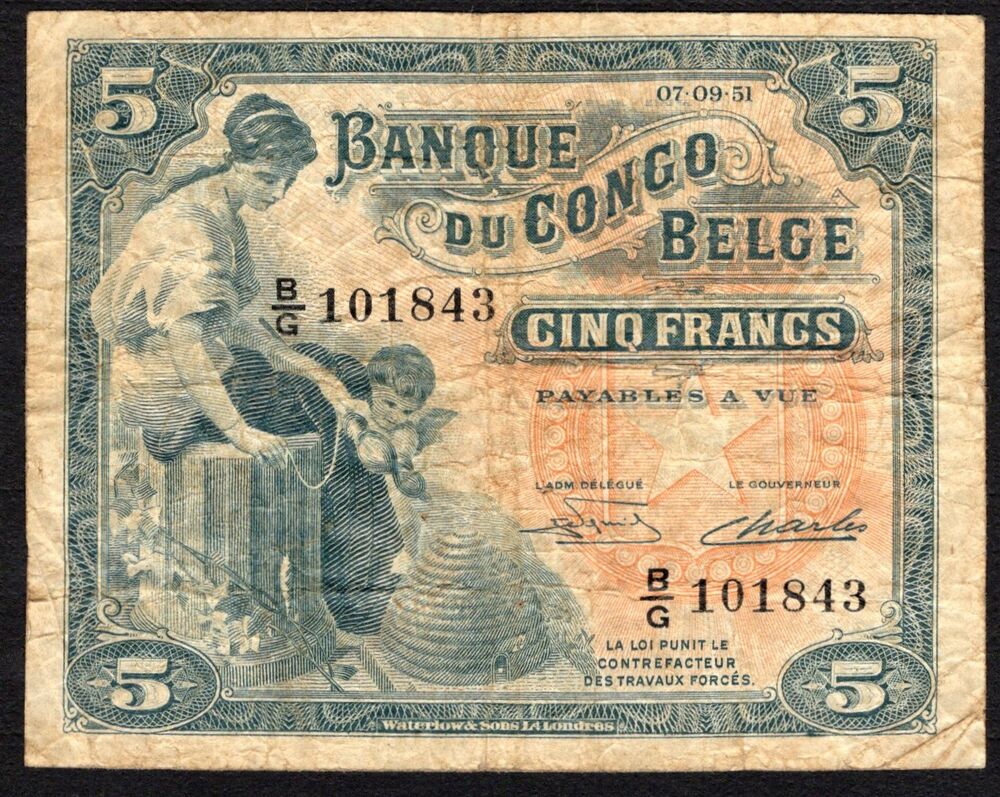 5 5
07·09·51
BANQUE
DU CONGO
BELGE
B/G 101843
CINQ FRANCS
PAYABLES A VUE
L'ADM. DÉLÉGUÉ LE GOUVERNEUR
Charles
B/G 101843
LA LOI PUNIT LE
CONTREFACTEUR
DES TRAVAUX FORCÉS.
5 5
Waterlow & Sons Ld Londres